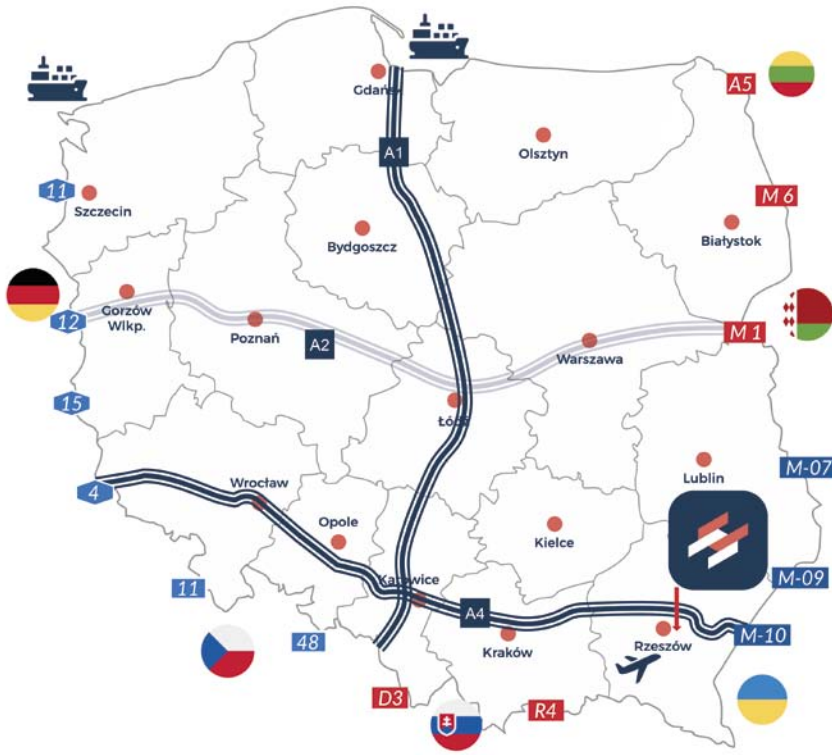 Gdańsk
A5
A1
Olsztyn
11
Szczecin
M 6
Bydgoszcz
Białystok
Gorzów
Wlkp.
12
Poznań
A2
M 1
Warszawa
15
Łódź
Wrocław
Lublin
M-07
4
Opole
Kielce
11
Katowice
M-09
A4
48
Kraków
Rzeszów
M-10
D3
R4